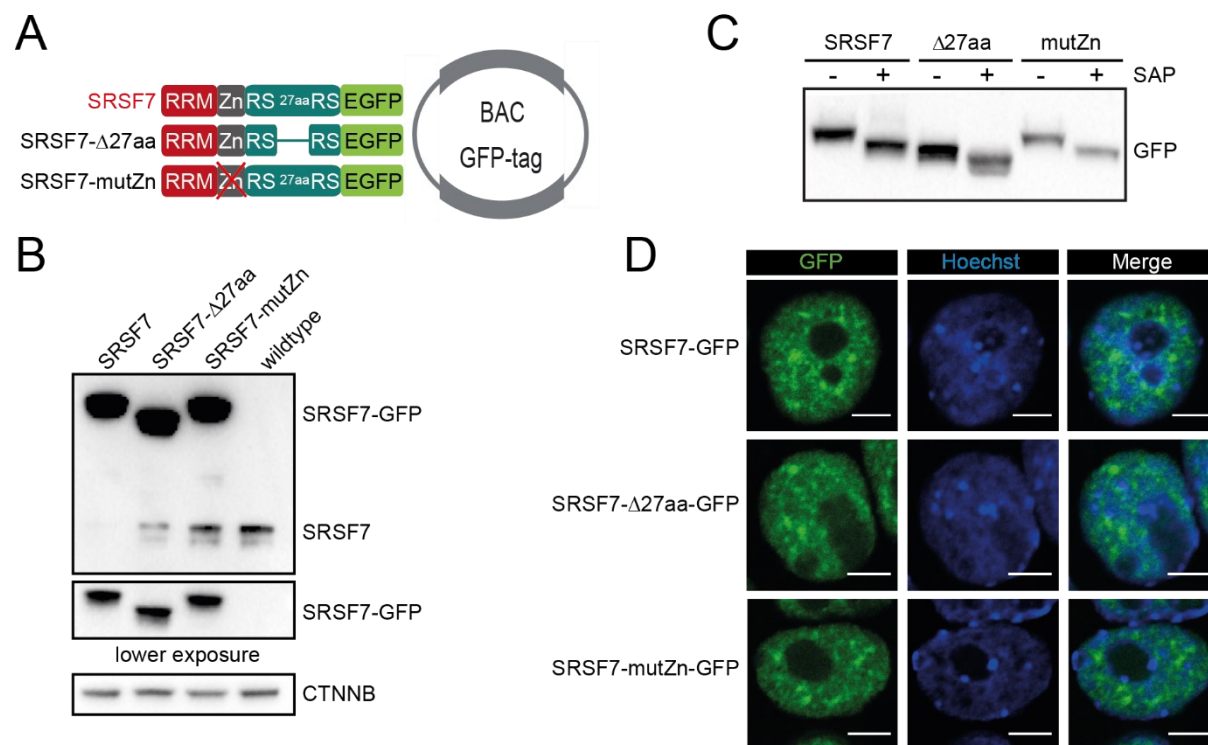 A
SRSF7 RRM Zn RS 27aa RS EGFP
SRSF7-Δ27aa RRM Zn RS RS EGFP
SRSF7-mutZn RRM Zn RS 27aa RS EGFP
BAC
GFP-tag
B
SRSF7
SRSF7-Δ27aa
SRSF7-mutZn
wildtype
SRSF7-GFP
SRSF7
SRSF7-GFP
lower exposure
CTNNB
C
SRSF7 Δ27aa mutZn
- + - + - + SAP
GFP
D
GFP Hoechst Merge
SRSF7-GFP
SRSF7-Δ27aa-GFP
SRSF7-mutZn-GFP